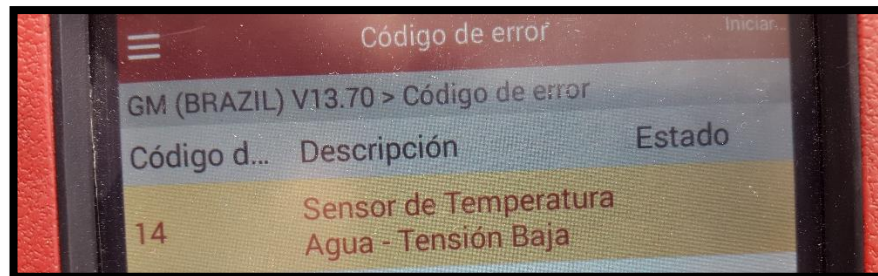 Código de error
Iniciar...
GM (BRAZIL) V13.70 > Código de error
Código d... Descripción Estado
14 Sensor de Temperatura
Agua - Tensión Baja